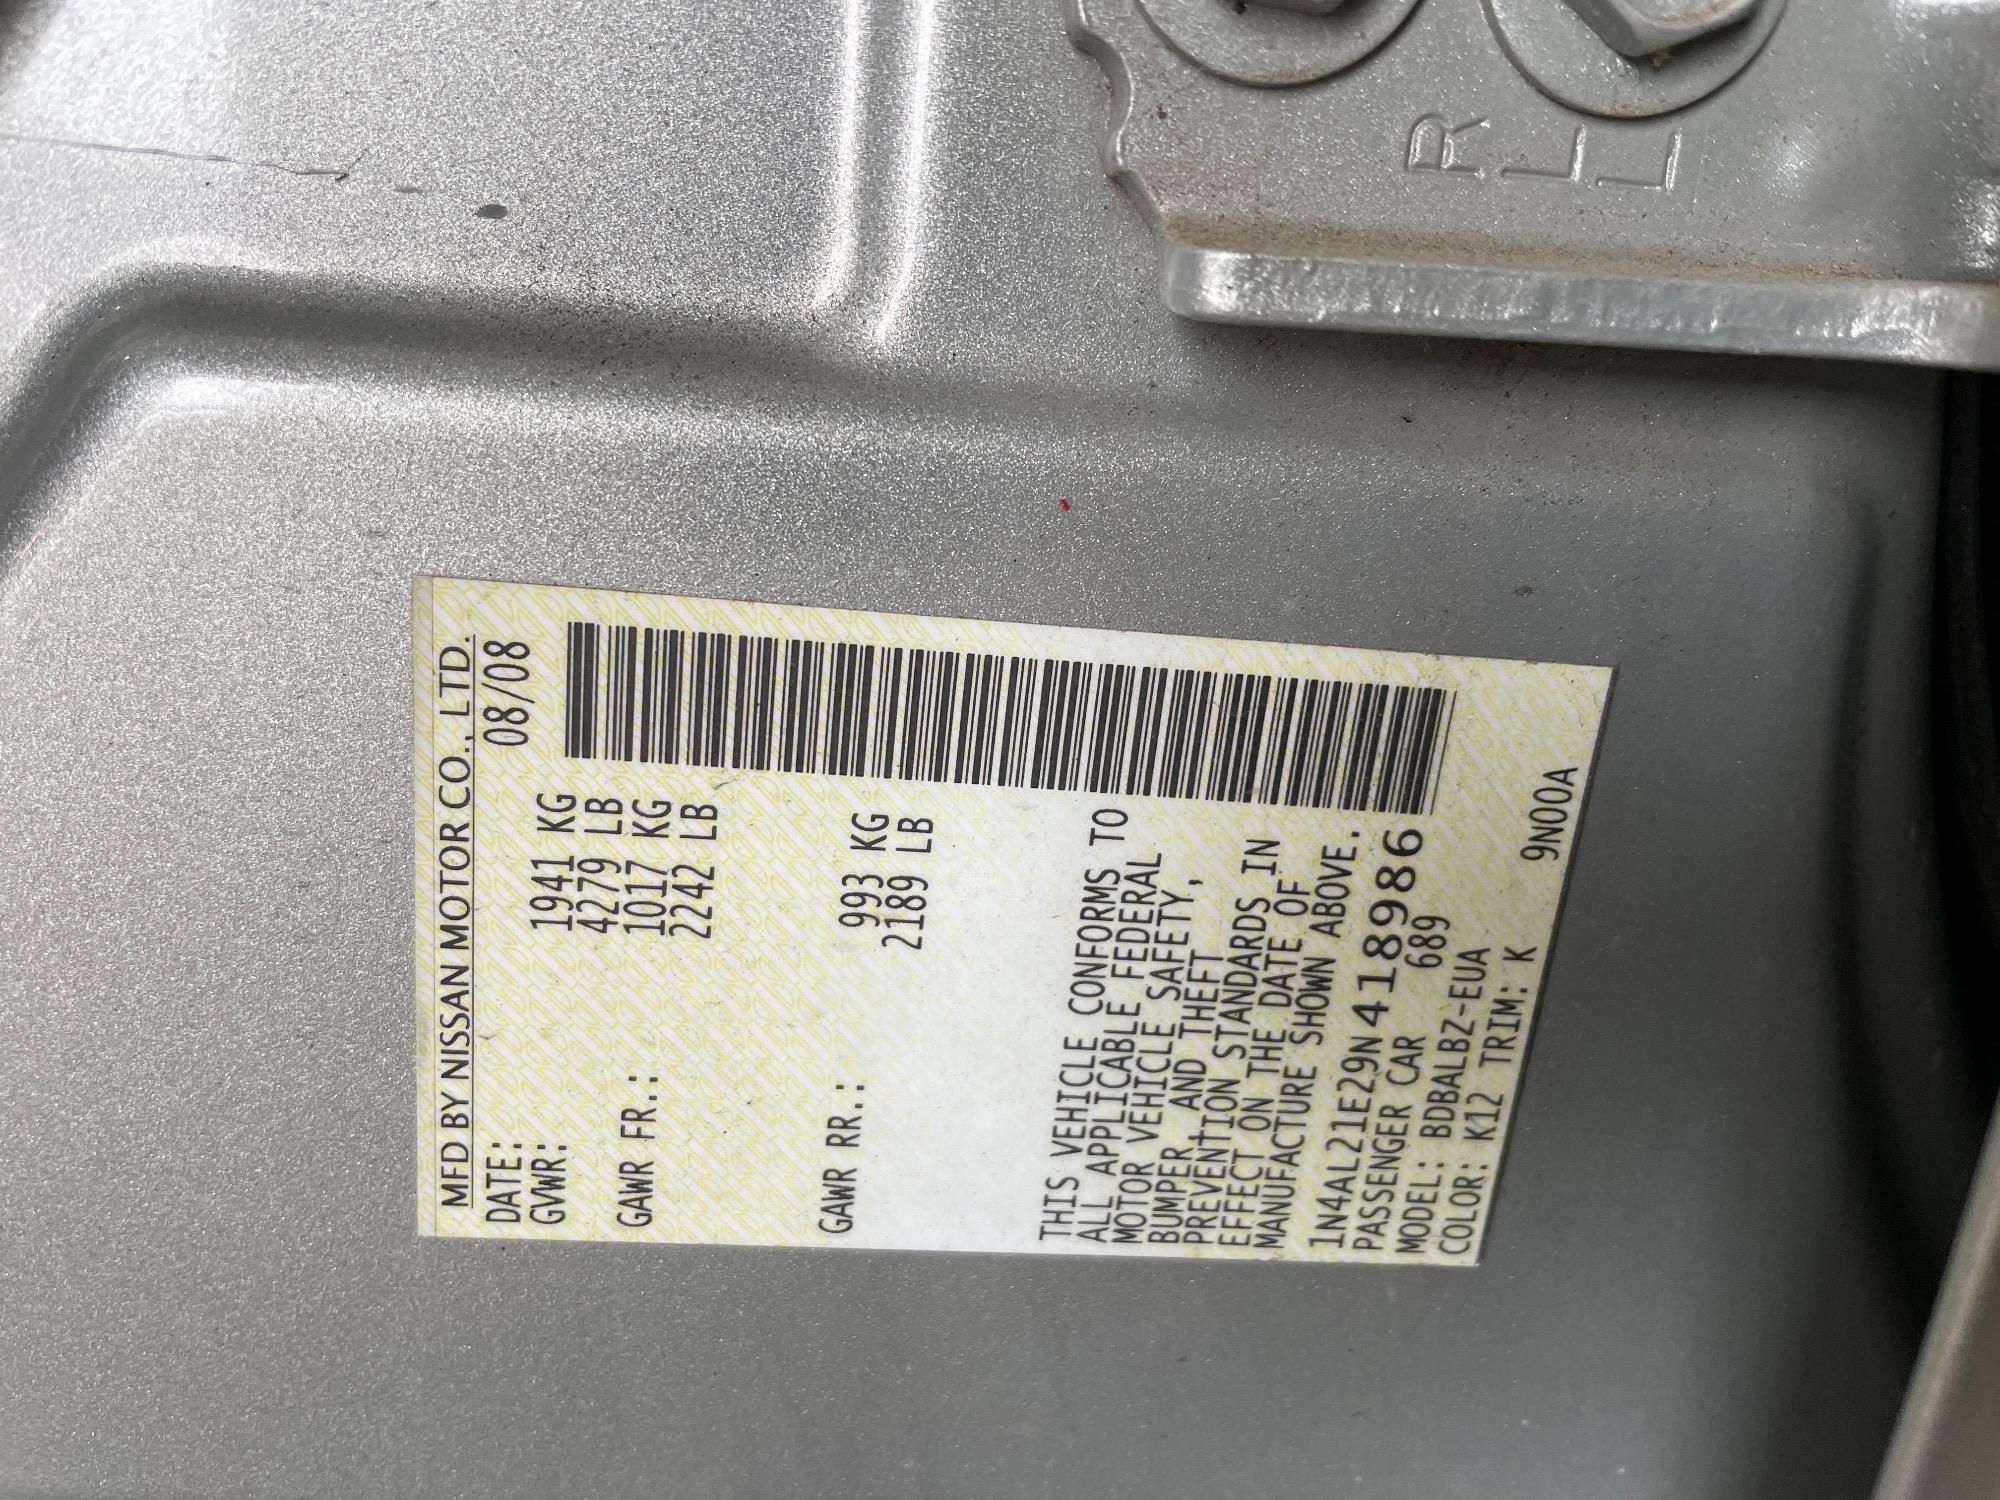 MFD BY NISSAN MOTOR CO., LTD.
DATE: 08/08
GVWR: 1941 KG
4279 LB
GAWR FR.: 1017 KG
2242 LB
GAWR RR.: 993 KG
2189 LB
THIS VEHICLE CONFORMS TO
ALL APPLICABLE FEDERAL
MOTOR VEHICLE SAFETY,
BUMPER, AND THEFT
PREVENTION STANDARDS IN
EFFECT ON THE DATE OF
MANUFACTURE SHOWN ABOVE.
1N4AL21E29N418986
PASSENGER CAR 689
MODEL: BDBALBZ-EUA
COLOR: K12 TRIM: K 9N00A
R
L
L